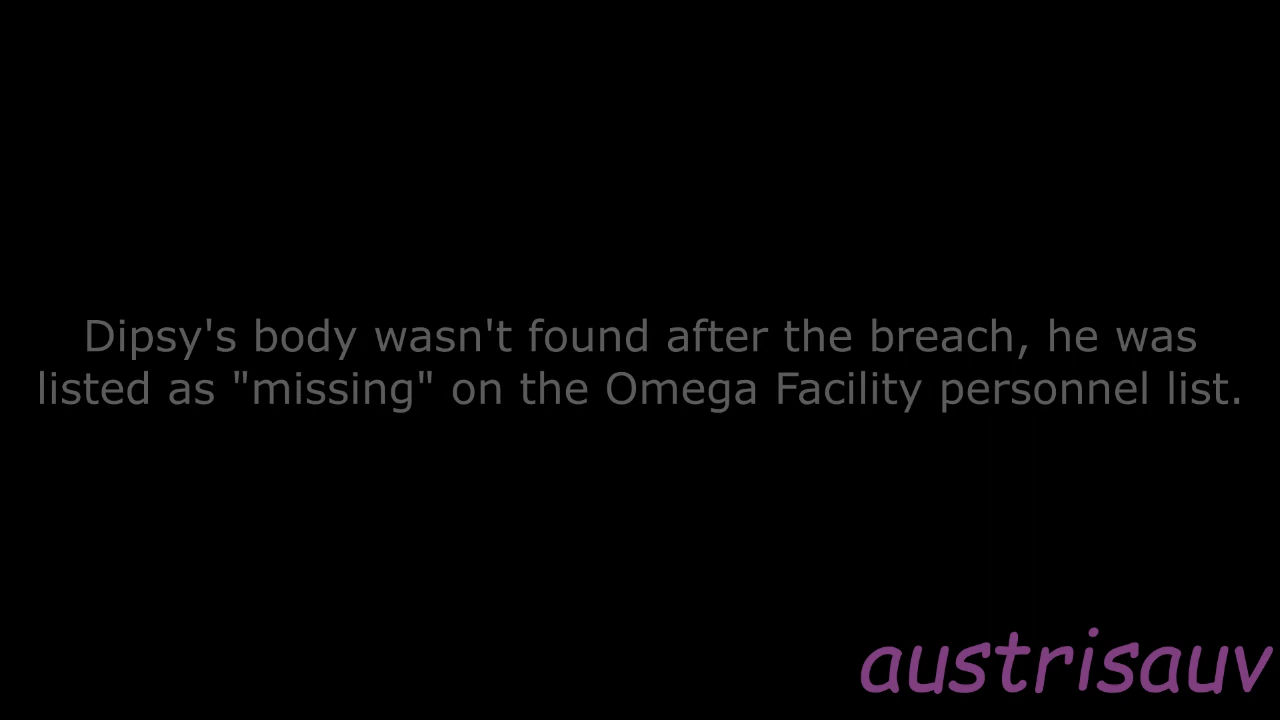 Dipsy's body wasn't found after the breach, he was
listed as "missing" on the Omega Facility personnel list.
austrisauv